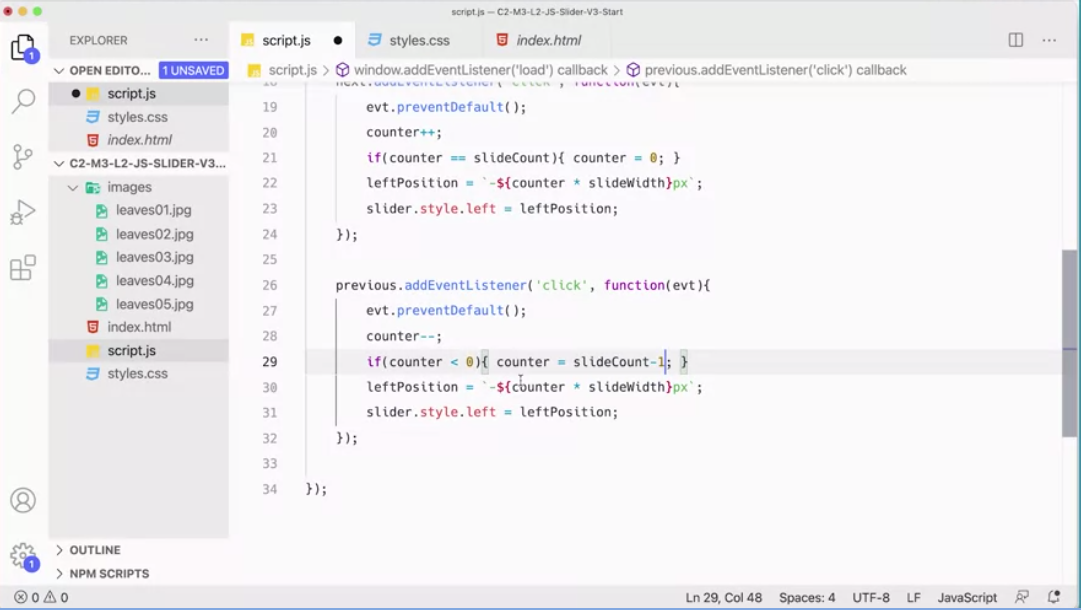 script.js — C2-M3-L2-JS-Slider-V3-Start
1
EXPLORER
OPEN EDITO... 1 UNSAVED
script.js
styles.css
index.html
C2-M3-L2-JS-SLIDER-V3...
images
leaves01.jpg
leaves02.jpg
leaves03.jpg
leaves04.jpg
leaves05.jpg
index.html
script.js
styles.css
OUTLINE
NPM SCRIPTS
1
script.js styles.css index.html
script.js > window.addEventListener('load') callback > previous.addEventListener('click') callback
18 next.addEventListener('click', function(evt){
19 evt.preventDefault();
20 counter++;
21 if(counter == slideCount){ counter = 0; }
22 leftPosition = `-${counter * slideWidth}px`;
23 slider.style.left = leftPosition;
24 });
25
26 previous.addEventListener('click', function(evt){
27 evt.preventDefault();
28 counter--;
29 if(counter < 0){ counter = slideCount-1; }
30 leftPosition = `-${counter * slideWidth}px`;
31 slider.style.left = leftPosition;
32 });
33
34 });
0 0 Ln 29, Col 48 Spaces: 4 UTF-8 LF JavaScript